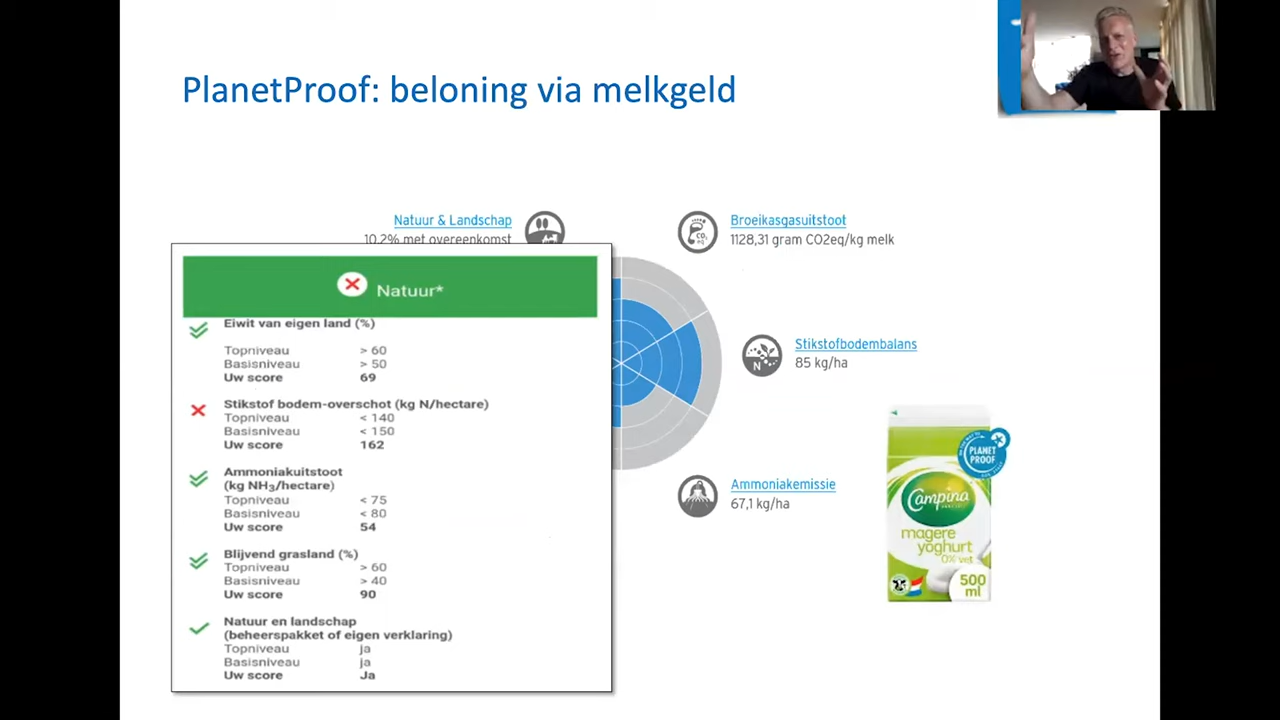 PlanetProof: beloning via melkgeld
Natuur & Landschap
10,2% met overeenkomst
Broeikasgasuitstoot
1128,31 gram CO2eq/kg melk
CO2
eq
Stikstofbodembalans
85 kg/ha
N
Ammoniakemissie
67,1 kg/ha
Natuur*
Eiwit van eigen land (%)
Topniveau > 60
Basisniveau > 50
Uw score 69
Stikstof bodem-overschot (kg N/hectare)
Topniveau < 140
Basisniveau < 150
Uw score 162
Ammoniakuitstoot
(kg NH3/hectare)
Topniveau < 75
Basisniveau < 80
Uw score 54
Blijvend grasland (%)
Topniveau > 60
Basisniveau > 40
Uw score 90
Natuur en landschap
(beheerspakket of eigen verklaring)
Topniveau ja
Basisniveau ja
Uw score Ja
PLANET
PROOF
Campina
magere
yoghurt
0% vet
500
ml